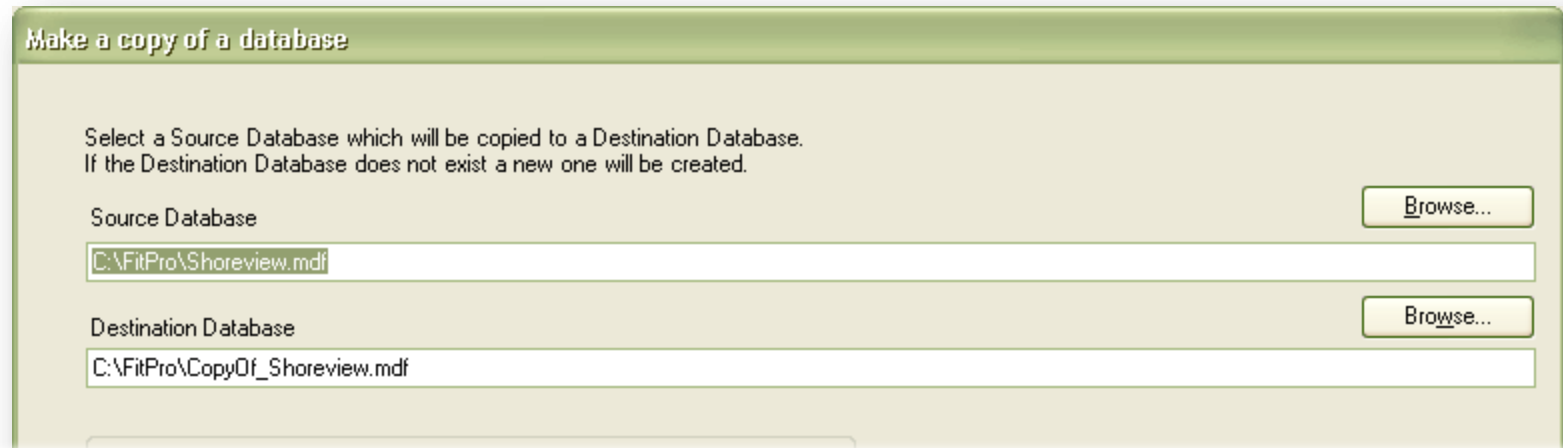 Make a copy of a database
Select a Source Database which will be copied to a Destination Database.
If the Destination Database does not exist a new one will be created.
Browse...
Source Database
C:\FitPro\Shoreview.mdf
Browse...
Destination Database
C:\FitPro\CopyOf_Shoreview.mdf